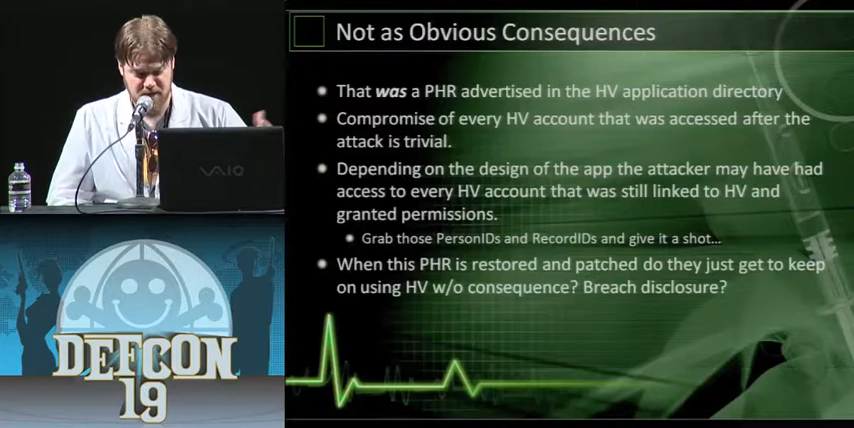 Not as Obvious Consequences
That was a PHR advertised in the HV application directory
Compromise of every HV account that was accessed after the
attack is trivial.
Depending on the design of the app the attacker may have had
access to every HV account that was still linked to HV and
granted permissions.
Grab those PersonIDs and RecordIDs and give it a shot...
When this PHR is restored and patched do they just get to keep
on using HV w/o consequence? Breach disclosure?
VAIO
DEFCON
19